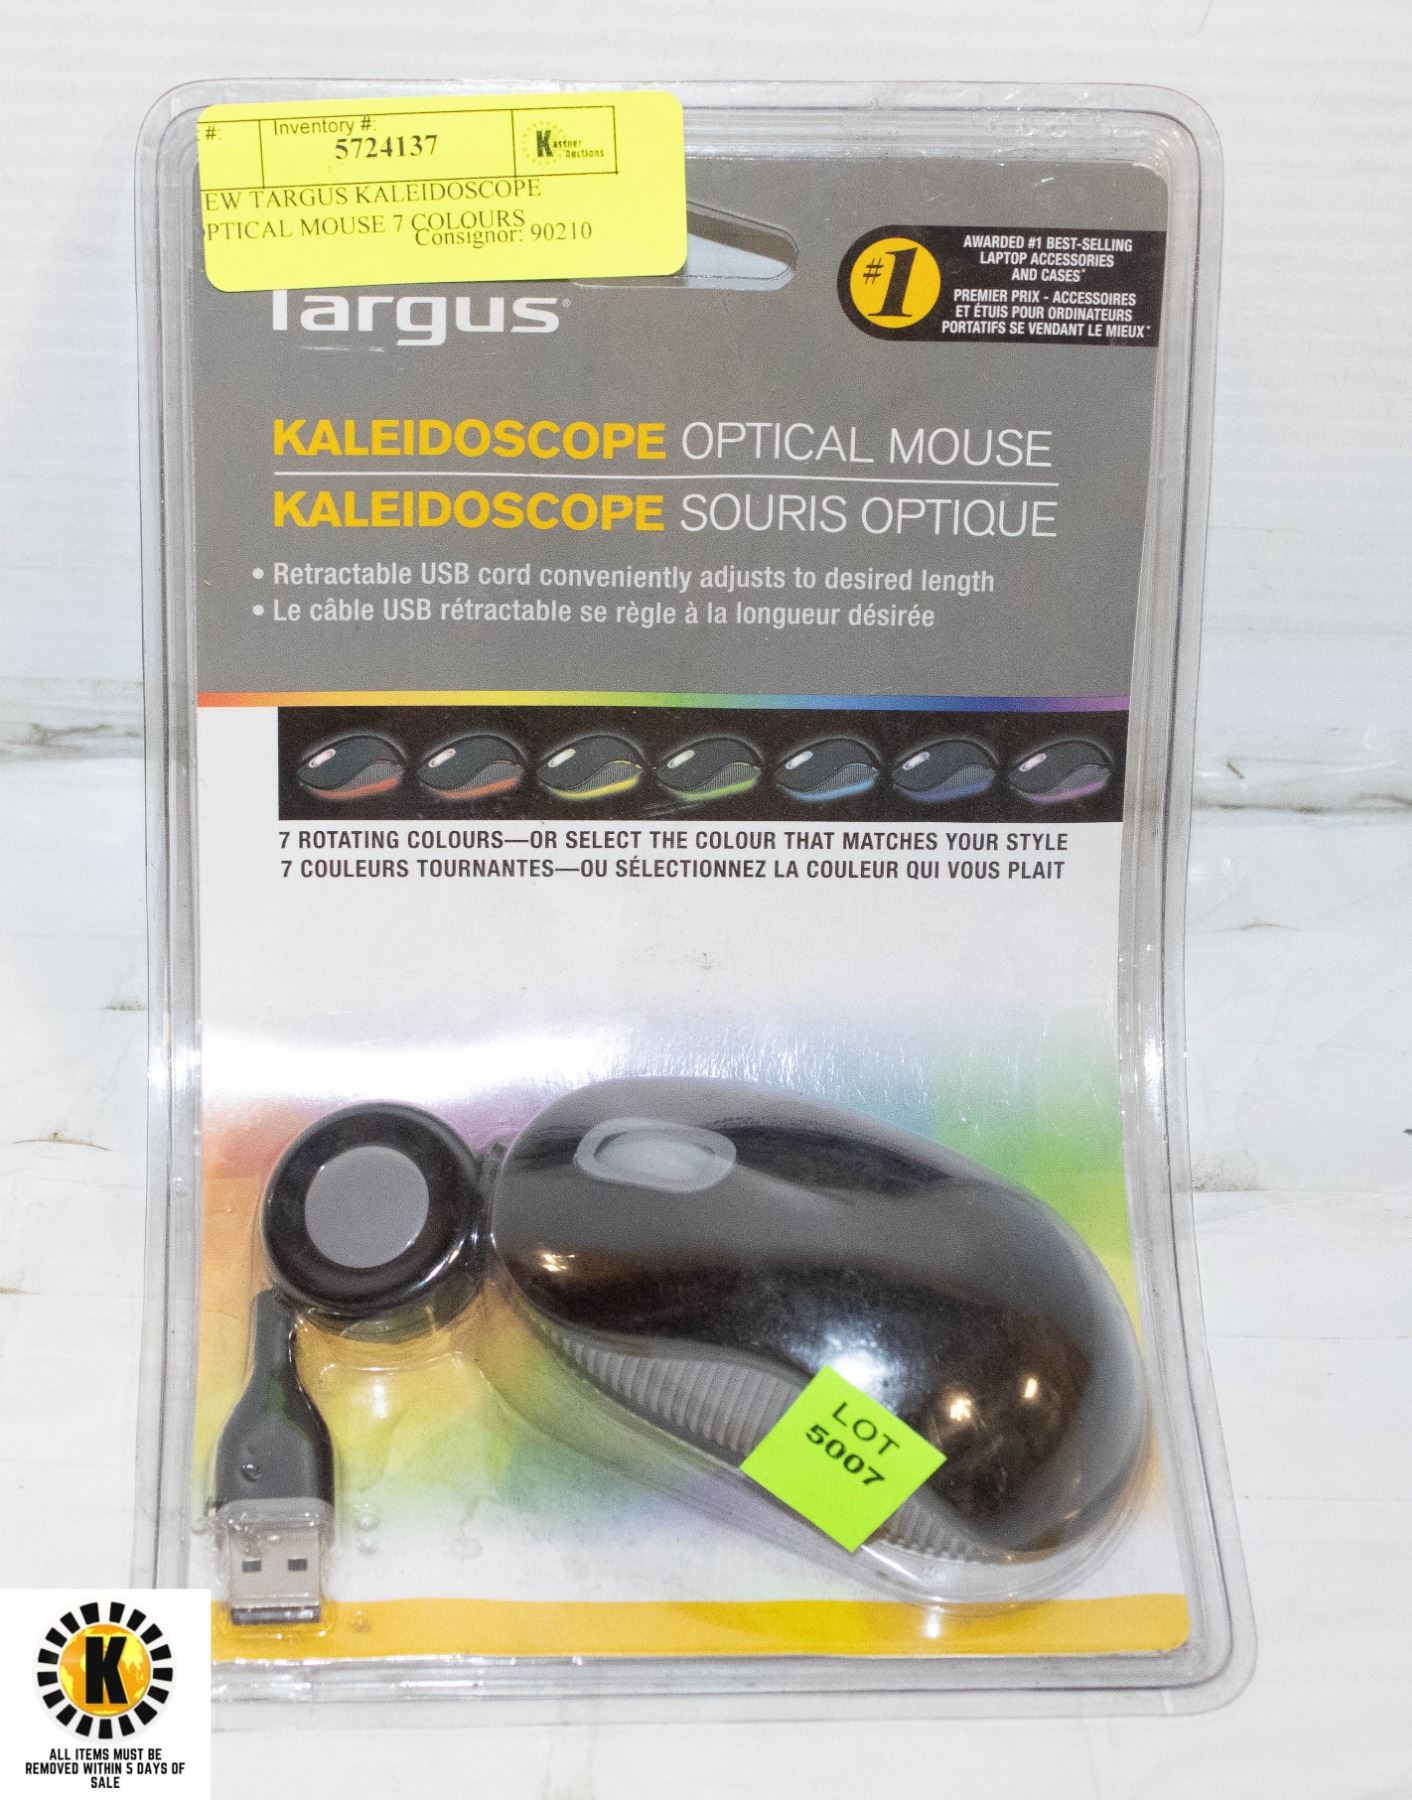 #:
Inventory #:
5724137
Kastner
Auctions
EW TARGUS KALEIDOSCOPE
PTICAL MOUSE 7 COLOURS
Consignor: 90210
Targus®
#1
AWARDED #1 BEST-SELLING
LAPTOP ACCESSORIES
AND CASES*
PREMIER PRIX - ACCESSOIRES
ET ÉTUIS POUR ORDINATEURS
PORTATIFS SE VENDANT LE MIEUX*
KALEIDOSCOPE OPTICAL MOUSE
KALEIDOSCOPE SOURIS OPTIQUE
• Retractable USB cord conveniently adjusts to desired length
• Le câble USB rétractable se règle à la longueur désirée
7 ROTATING COLOURS—OR SELECT THE COLOUR THAT MATCHES YOUR STYLE
7 COULEURS TOURNANTES—OU SÉLECTIONNEZ LA COULEUR QUI VOUS PLAIT
LOT
5007
K
ALL ITEMS MUST BE
REMOVED WITHIN 5 DAYS OF
SALE